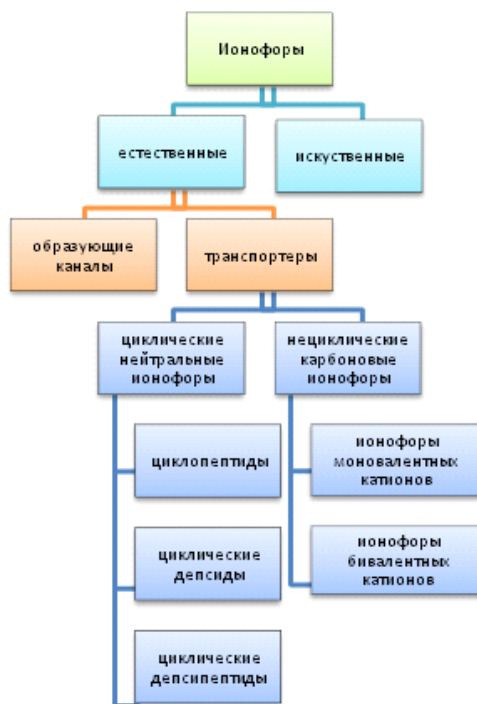 Ионофоры
естественные
искуственные
образующие
каналы
транспортеры
циклические
нейтральные
ионофоры
нециклические
карбоновые
ионофоры
циклопептиды
ионофоры
моновалентных
катионов
циклические
депсиды
ионофоры
бивалентных
катионов
циклические
депсипептиды